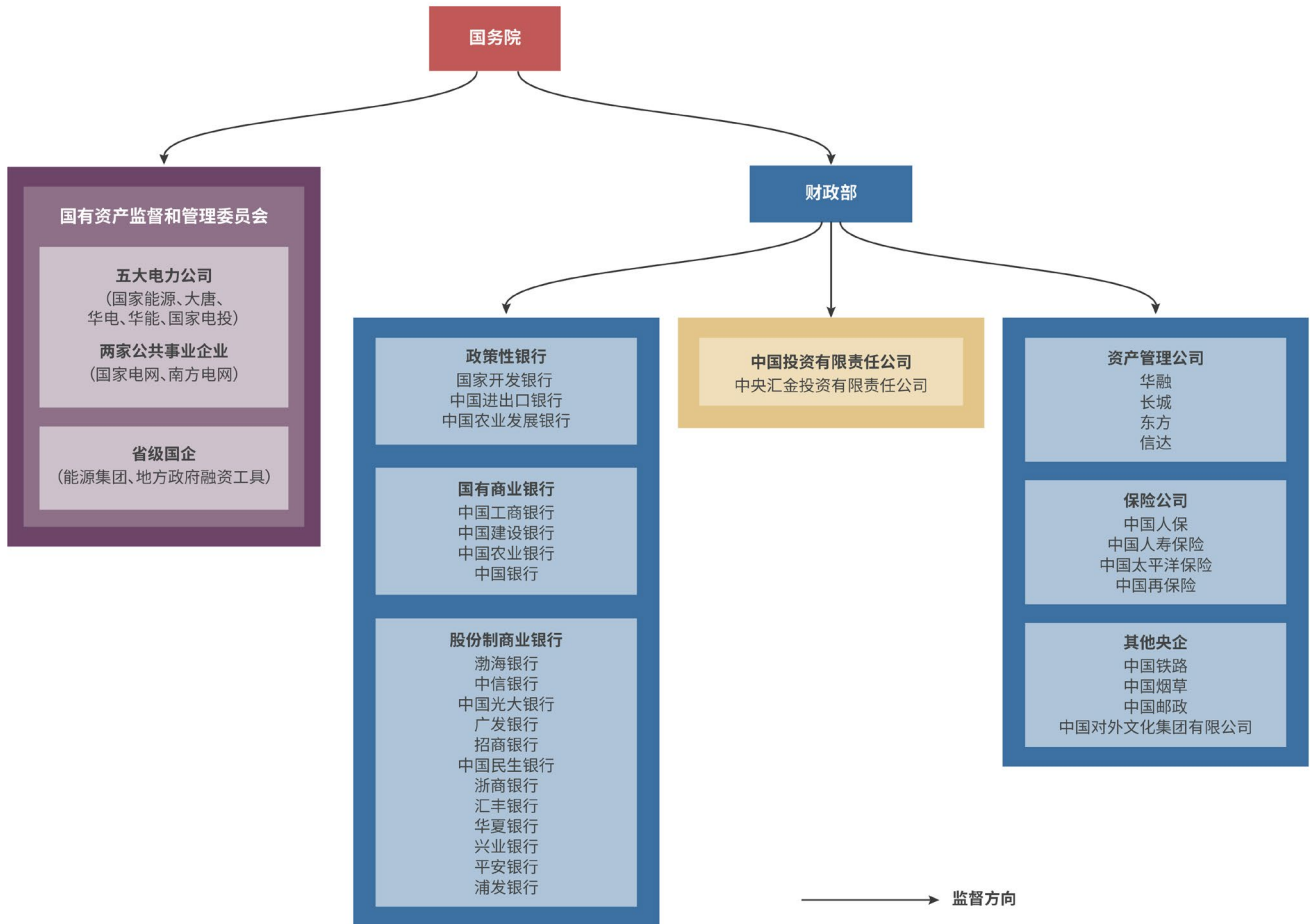 国务院
国有资产监督和管理委员会
五大电力公司
(国家能源、大唐、
华电、华能、国家电投)
两家公共事业企业
(国家电网、南方电网)
省级国企
(能源集团、地方政府融资工具)
财政部
政策性银行
国家开发银行
中国进出口银行
中国农业发展银行
国有商业银行
中国工商银行
中国建设银行
中国农业银行
中国银行
股份制商业银行
渤海银行
中信银行
中国光大银行
广发银行
招商银行
中国民生银行
浙商银行
汇丰银行
华夏银行
兴业银行
平安银行
浦发银行
中国投资有限责任公司
中央汇金投资有限责任公司
资产管理公司
华融
长城
东方
信达
保险公司
中国人保
中国人寿保险
中国太平洋保险
中国再保险
其他央企
中国铁路
中国烟草
中国邮政
中国对外文化集团有限公司
监督方向